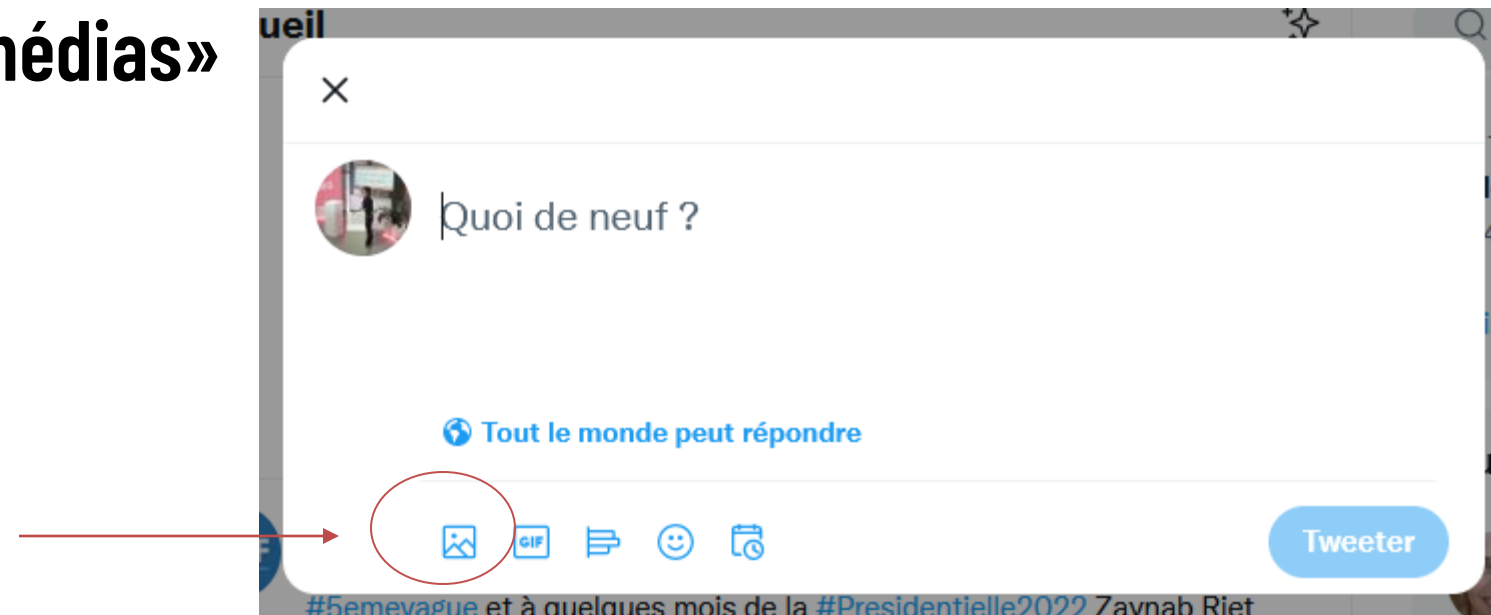 médias»
ueil
Quoi de neuf ?
Tout le monde peut répondre
GIF
Tweeter
#5emevague et à quelques mois de la #Presidentielle2022 Zaynab Riet